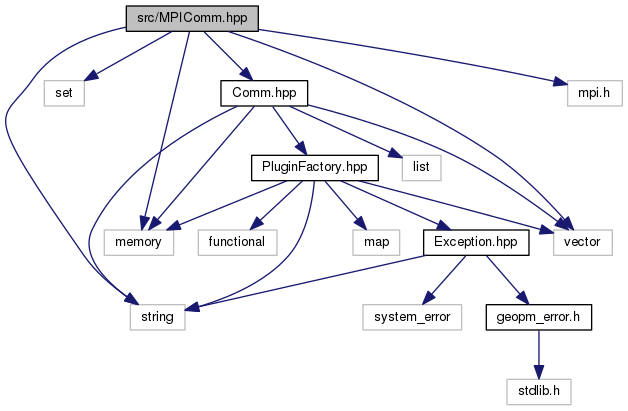 src/MPIComm.hpp
set
Comm.hpp
mpi.h
PluginFactory.hpp
list
memory
functional
map
Exception.hpp
vector
string
system_error
geopm_error.h
stdlib.h